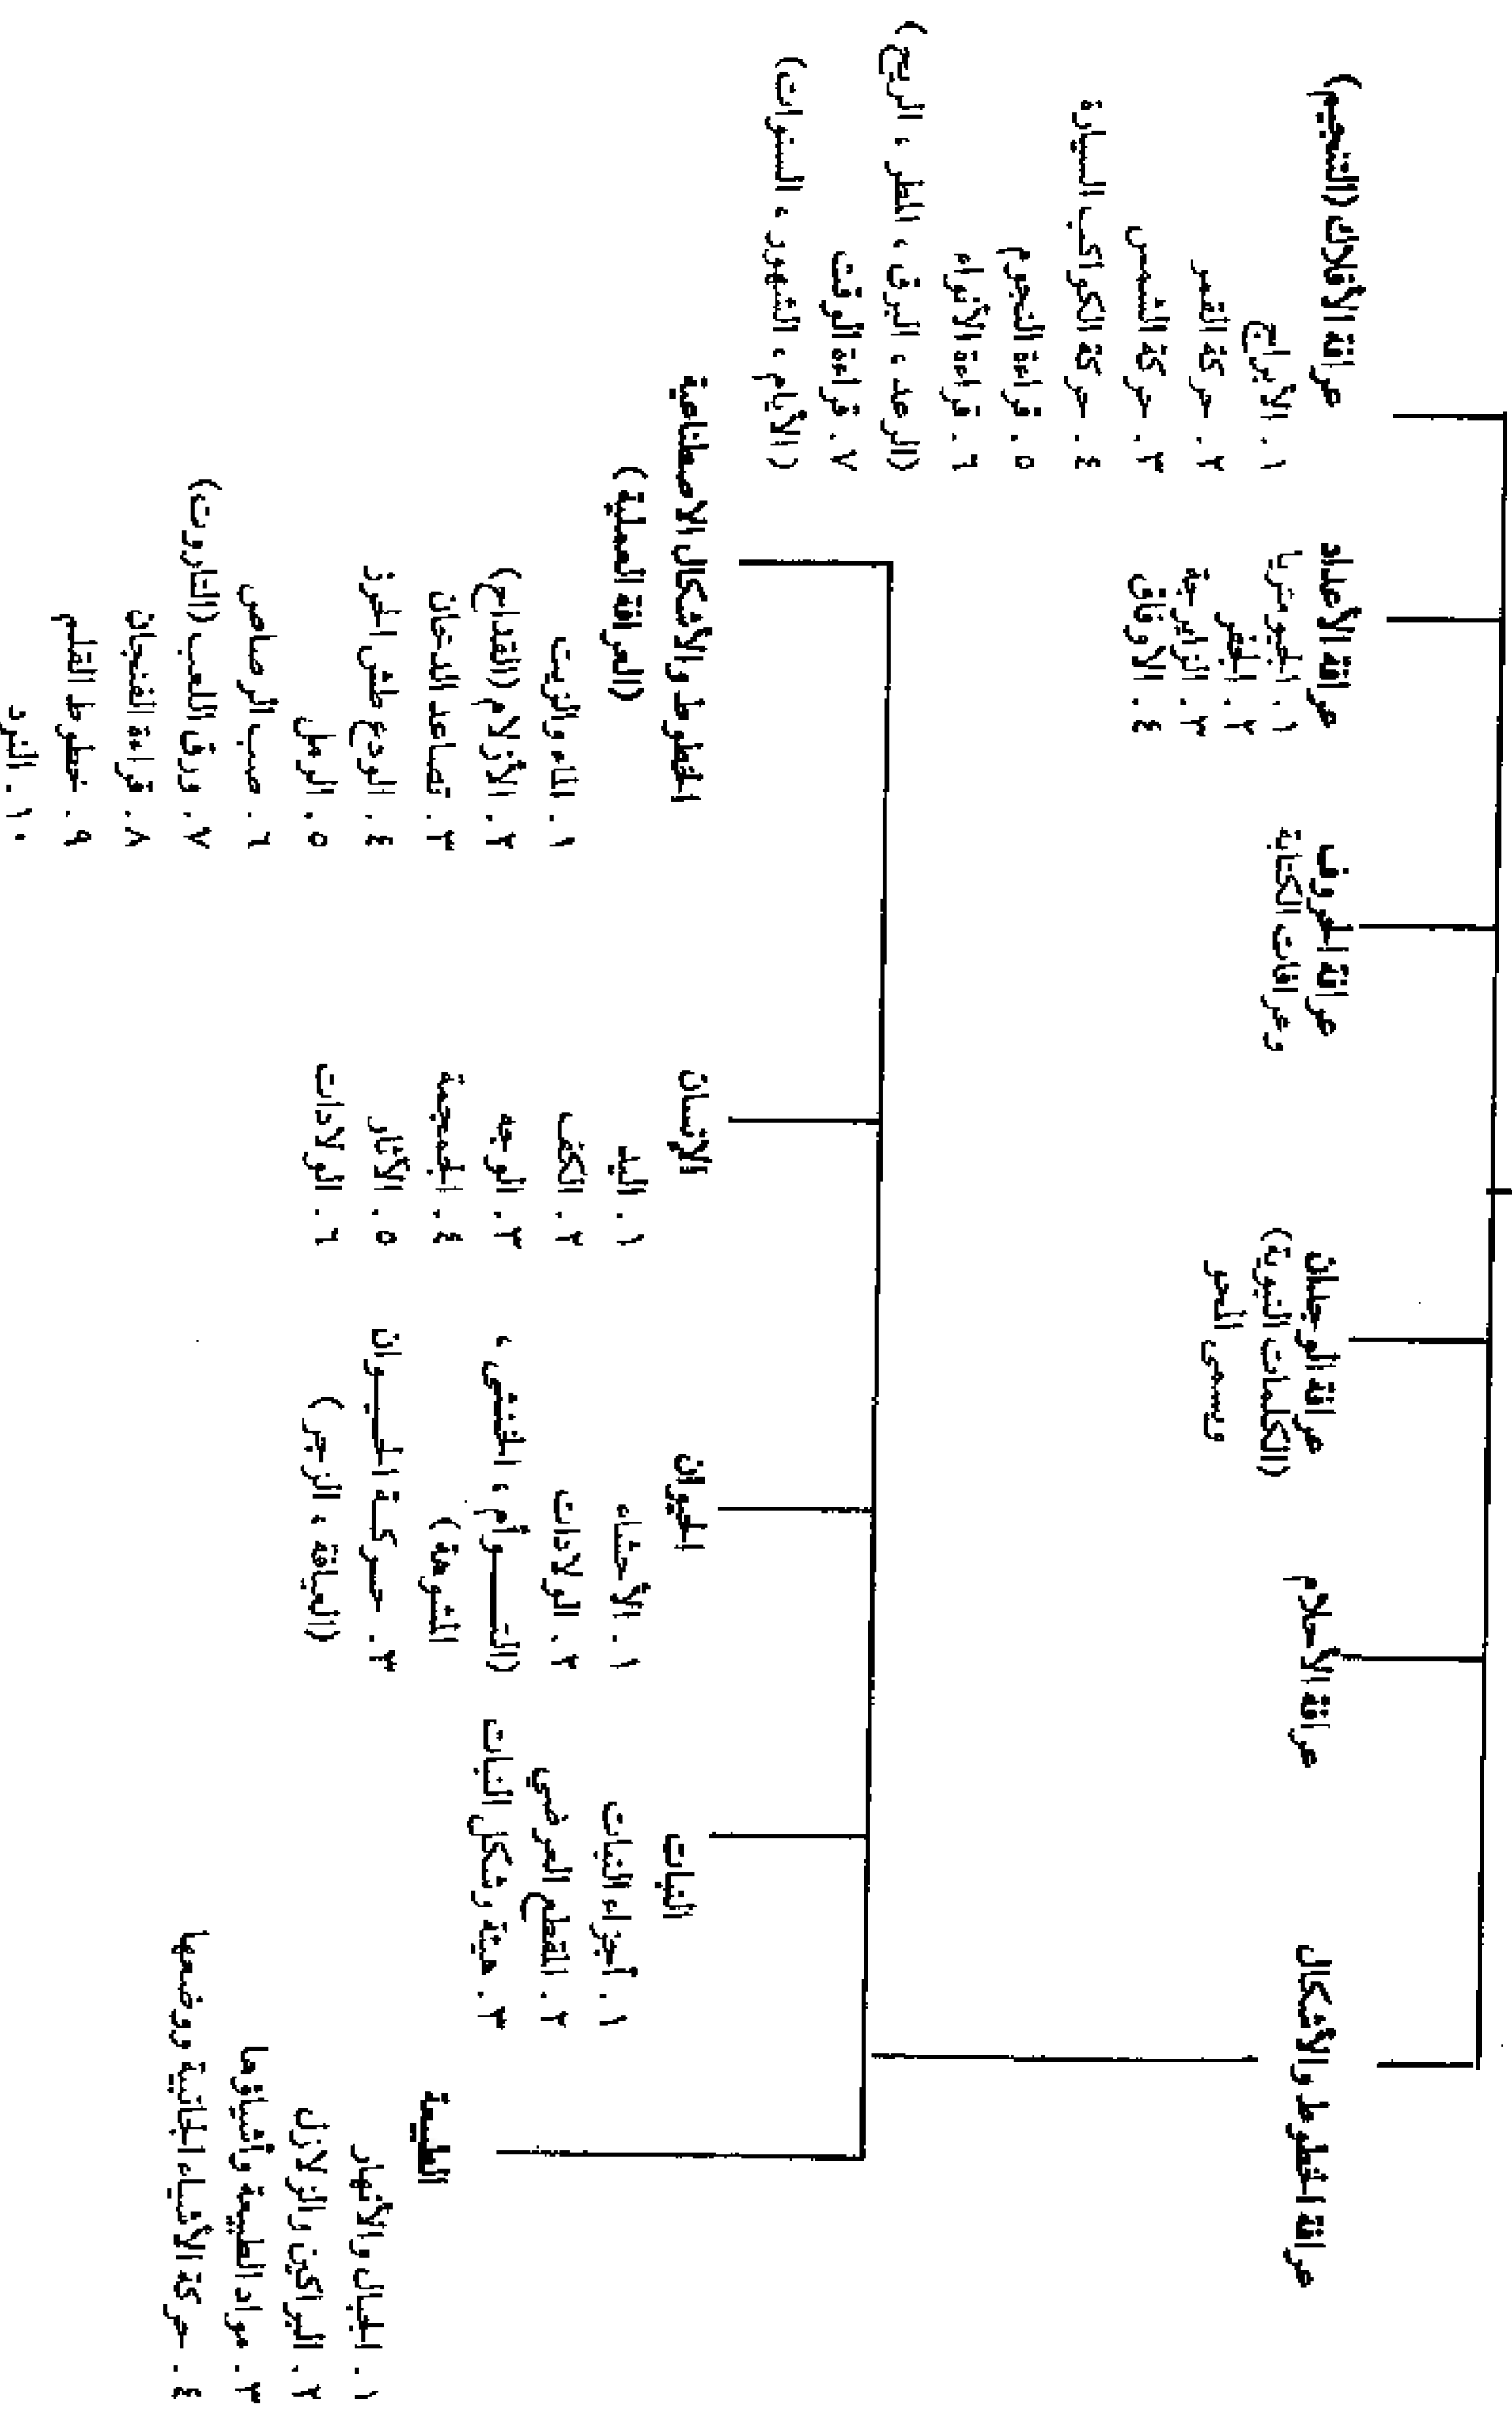 عرافة الخطوط والأشكال
عرافة الأحلام
عرافة الوجدان
(الكلمات النبوية)
ويسمى السحر
عرافة الحروف
وعرافات الكتابة
عرافة الأعداد
١. الجيومتريا
٢. الجفر
٣. الزايرجة
٤. الأوفاق
عرافة الأفلاك (التنجيم)
١. الأبراج
٢. حركة القمر
٣. حركة الشمس
٤. حركة الكواكب السيارة
٥. قراءة النجوم
٦. قراءة الأنواء
(الرعد، البرق، المطر، الريح)
٧. قراءة الوقت
(الأيام، الشهور، السنوات)
الطبيعة
١. الجبال والأنهار
٢. البراكين والزلازل
٣. مواد الطبيعة وأشياؤها
٤. حركة الأشياء الجانبية ووضعها
النبات
١. أجزاء النبات
٢. المقطع العرضي
٣. هيئة وشكل النبات
الحيوان
١. الأحشاء
٢. الولادات
(التــوأم، الخنثى،
المشوهة)
٣. حركة الحيوان
(العيافة، الزجر)
الإنسان
١. اليد
٢. الكف
٣. الوجه
٤. الجمجمة
٥. الآثار
٦. الولادات
الخطوط والأشكال الاصطناعية
(العرافة العملية)
١. الماء والزيت
٢. الأزلام (القداح)
٣. تصاعد الدخان
٤. الودع طش الخرز
٥. الرمل
٦. صب الرصاص
٧. ورق اللعب (التاروت)
٨. قراءة الفنجان
٩. خطوط القلم
١٠. النرد